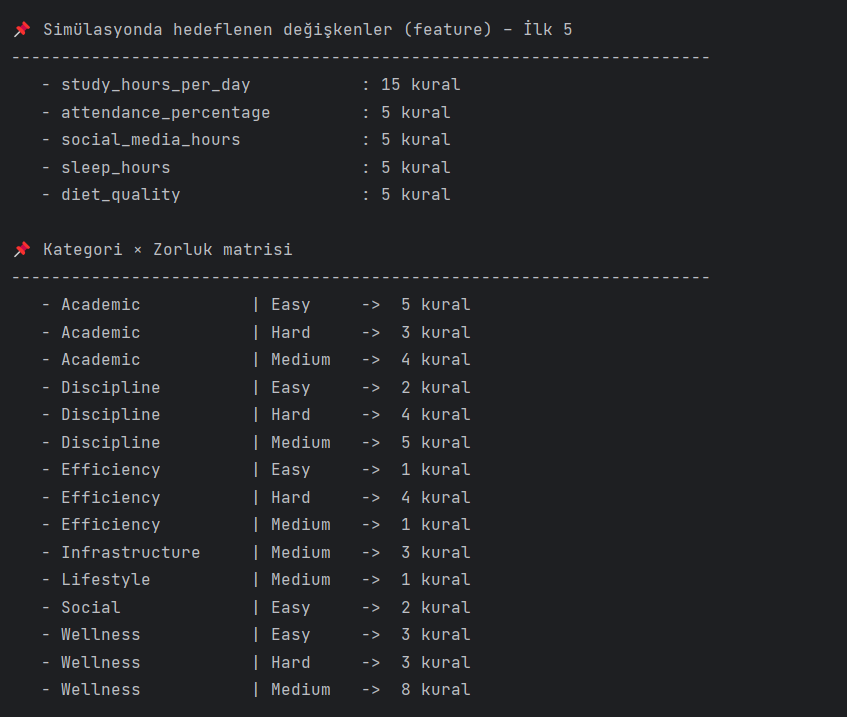 📌 Simülasyonda hedeflenen değişkenler (feature) – İlk 5
----------------------------------------------------------------------
- study_hours_per_day : 15 kural
- attendance_percentage : 5 kural
- social_media_hours : 5 kural
- sleep_hours : 5 kural
- diet_quality : 5 kural
📌 Kategori × Zorluk matrisi
----------------------------------------------------------------------
- Academic | Easy -> 5 kural
- Academic | Hard -> 3 kural
- Academic | Medium -> 4 kural
- Discipline | Easy -> 2 kural
- Discipline | Hard -> 4 kural
- Discipline | Medium -> 5 kural
- Efficiency | Easy -> 1 kural
- Efficiency | Hard -> 4 kural
- Efficiency | Medium -> 1 kural
- Infrastructure | Medium -> 3 kural
- Lifestyle | Medium -> 1 kural
- Social | Easy -> 2 kural
- Wellness | Easy -> 3 kural
- Wellness | Hard -> 3 kural
- Wellness | Medium -> 8 kural